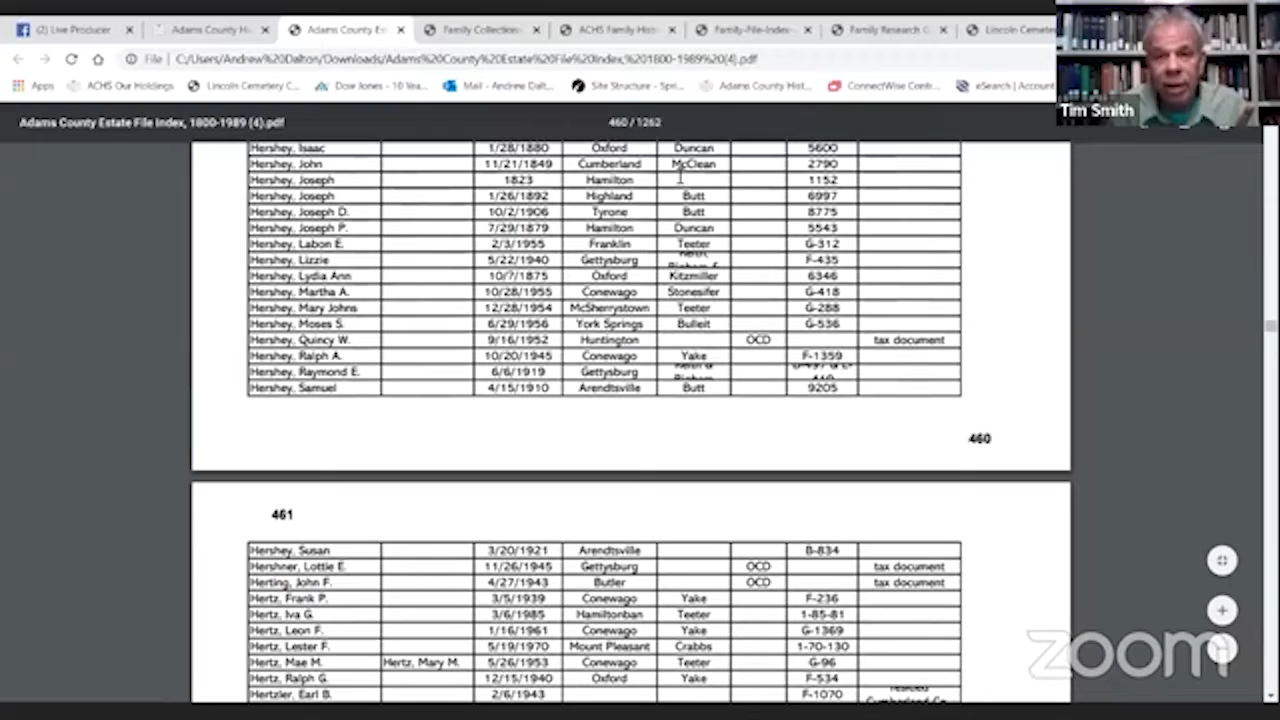 (2) Live Producer Adams County Hi Adams County Es Family Collection ACHS Family Hist Family-File-Index- Family Research G Lincoln Cemete
File C:/Users/Andrew%20Dalton/Downloads/Adams%20County%20Estate%20File%20Index,%201800-1989%20(4).pdf
Apps ACHS Our Holdings Lincoln Cemetery C... Dow Jones - 10 Yea... Mail - Andrew Dalt... Site Structure - Spri... Adams County Hist... ConnectWise Contr... eSearch | Account
Tim Smith
Adams County Estate File Index, 1800-1989 (4).pdf 460 / 1262
Hershey, Isaac 1/28/1880 Oxford Duncan 5600
Hershey, John 11/21/1849 Cumberland McClean 2790
Hershey, Joseph 1823 Hamilton 1152
Hershey, Joseph 1/26/1892 Highland Butt 6997
Hershey, Joseph D. 10/2/1906 Tyrone Butt 8775
Hershey, Joseph P. 7/29/1879 Hamilton Duncan 5543
Hershey, Labon E. 2/3/1955 Franklin Teeter G-312
Hershey, Lizzie 5/22/1940 Gettysburg F-435
Hershey, Lydia Ann 10/7/1875 Oxford Kitzmiller 6346
Hershey, Martha A. 10/28/1955 Conewago Stonesifer G-418
Hershey, Mary Johns 12/28/1954 McSherrystown Teeter G-288
Hershey, Moses S. 6/29/1956 York Springs Bulleit G-536
Hershey, Quincy W. 9/16/1952 Huntington OCD tax document
Hershey, Ralph A. 10/20/1945 Conewago Yake F-1359
Hershey, Raymond E. 6/6/1919 Gettysburg
Hershey, Samuel 4/15/1910 Arendtsville Butt 9205
460
461
Hershey, Susan 3/20/1921 Arendtsville B-834
Hershner, Lottie E. 11/26/1945 Gettysburg OCD tax document
Herting, John F. 4/27/1943 Butler OCD tax document
Hertz, Frank P. 3/5/1939 Conewago Yake F-236
Hertz, Iva G. 3/6/1985 Hamiltonban Teeter 1-85-81
Hertz, Leon F. 1/16/1961 Conewago Yake G-1369
Hertz, Lester F. 5/19/1970 Mount Pleasant Crabbs 1-70-130
Hertz, Mae M. Hertz, Mary M. 5/26/1953 Conewago Teeter G-96
Hertz, Ralph G. 12/15/1940 Oxford Yake F-534
Hertzler, Earl B. 2/6/1943 F-1070
zoom